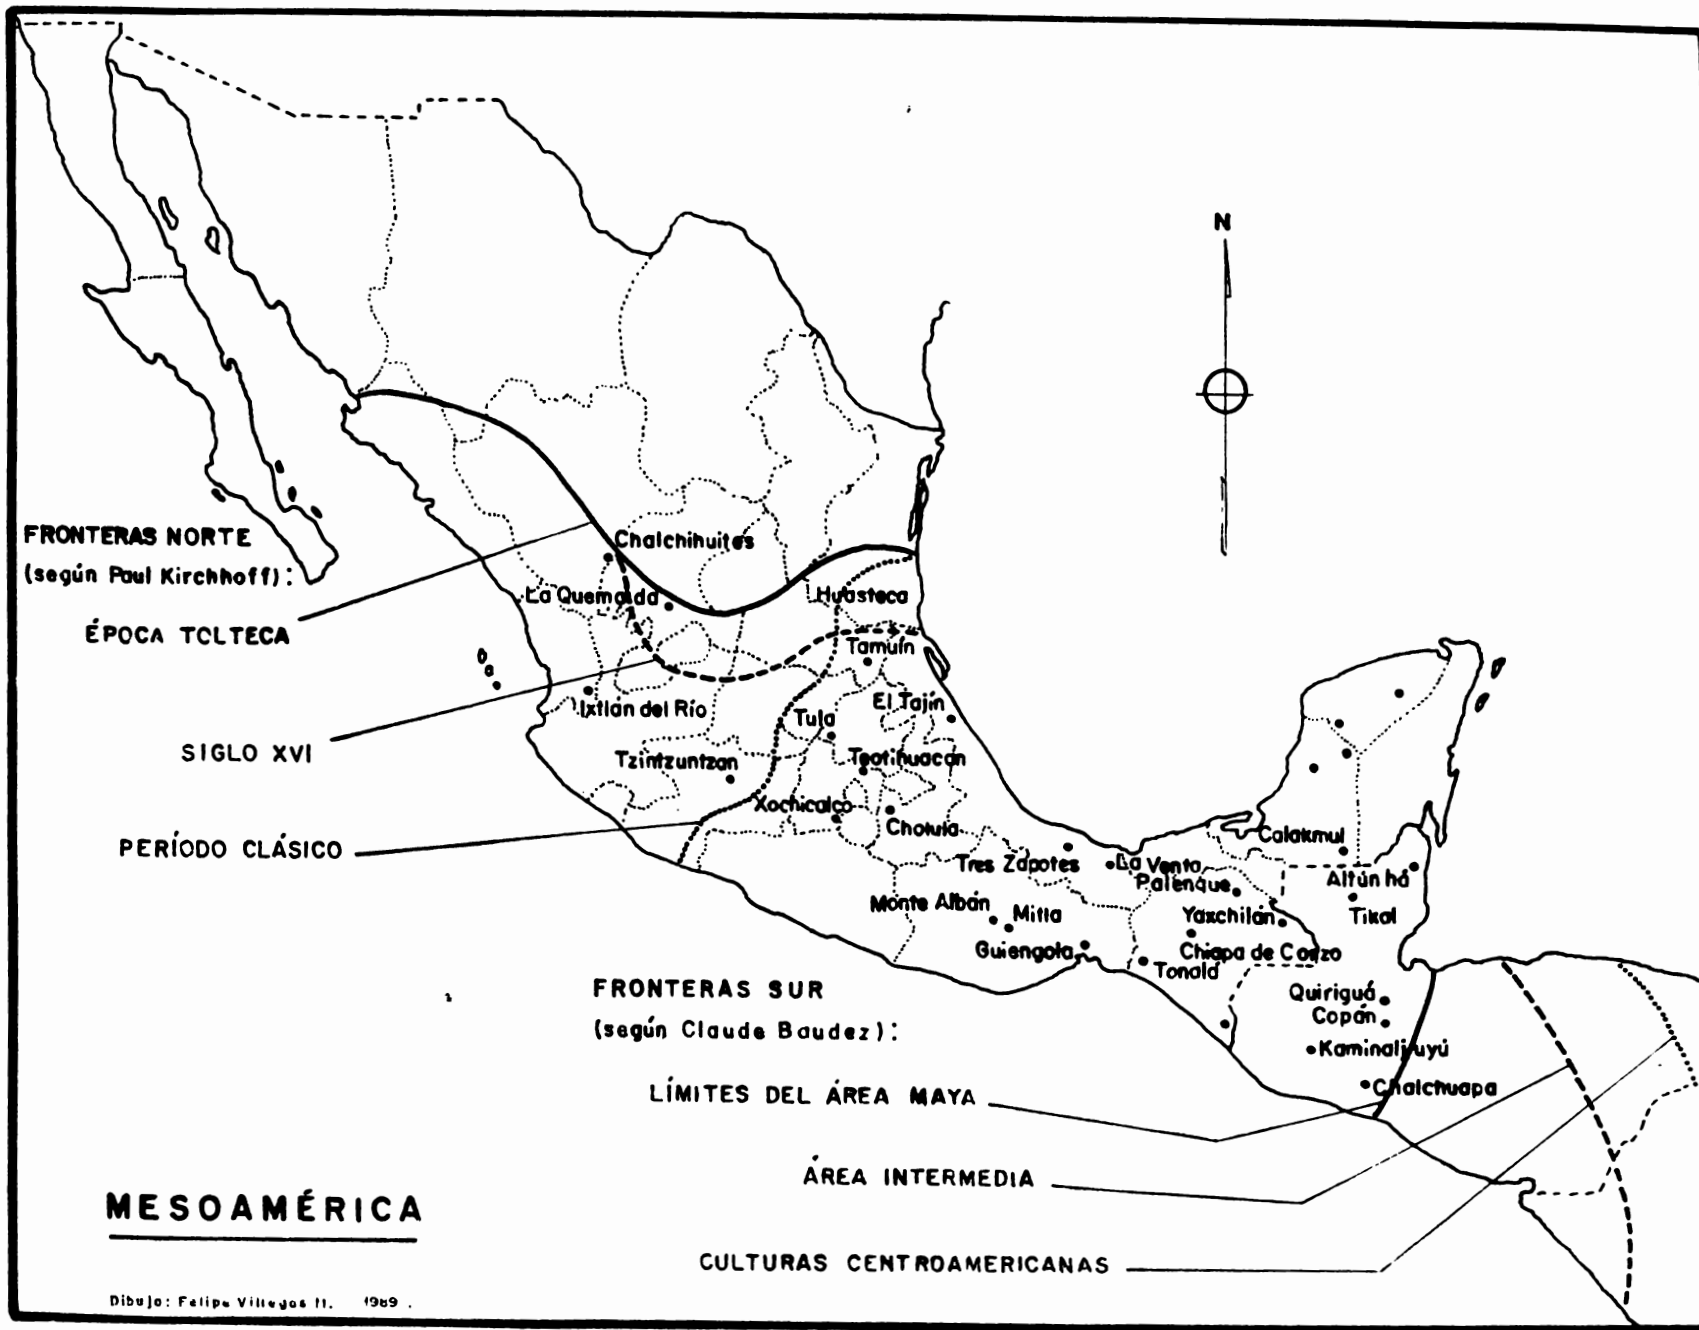 N
FRONTERAS NORTE
(según Paul Kirchhoff):
ÉPOCA TOLTECA
SIGLO XVI
PERÍODO CLÁSICO
Chalchihuites
La Quemada
Huasteca
Tamuín
Ixtlán del Río
El Tajín
Tula
Tzintzuntzan
Teotihuacan
Xochicalco
Cholula
Tres Zapotes
La Venta
Palenque
Calakmul
Altún há
Tikal
Monte Albán
Mitla
Yaxchilán
Guiengola
Chiapa de Corzo
Tonalá
Quiriguá
Copán
Kaminaljuyú
Chalchuapa
FRONTERAS SUR
(según Claude Baudez):
LÍMITES DEL ÁREA MAYA
ÁREA INTERMEDIA
CULTURAS CENTROAMERICANAS
MESOAMÉRICA
Dibujo: Felipe Villegas 1989.